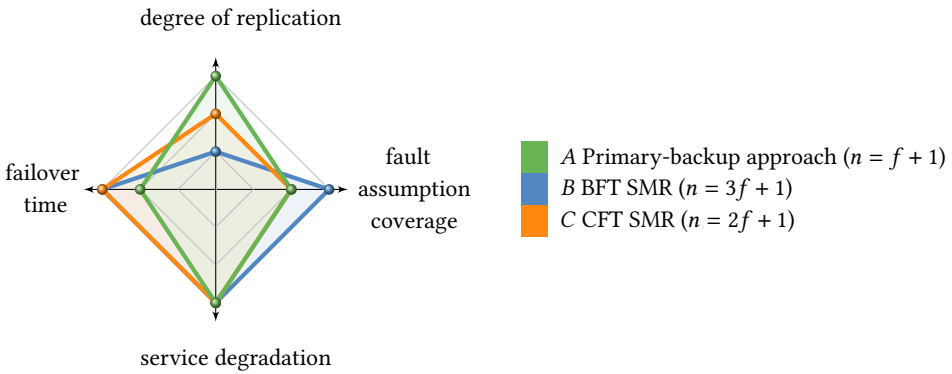 degree of replication
failover
time
fault
assumption
coverage
service degradation
A Primary-backup approach (n = f + 1)
B BFT SMR (n = 3f + 1)
C CFT SMR (n = 2f + 1)